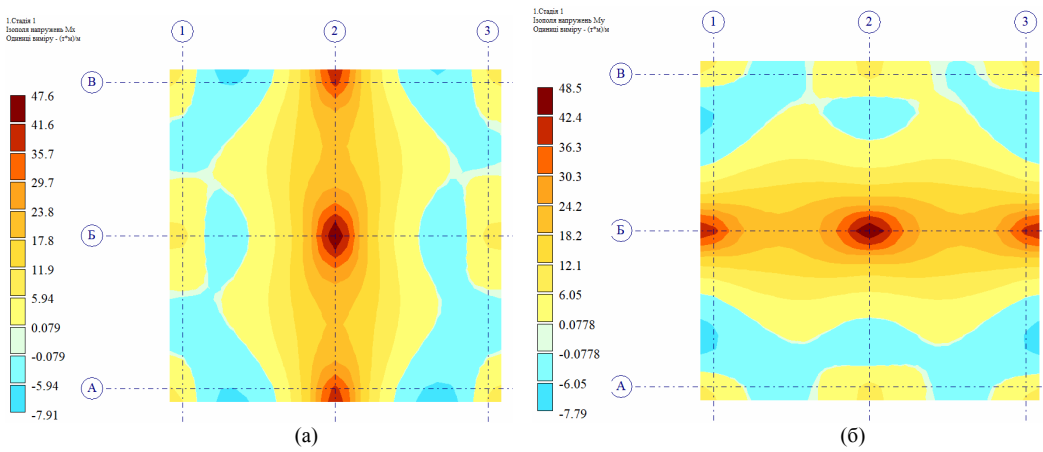 1.Стадія 1
Ізополя напружень Mx
Одиниці виміру - (т*м)/м
1
2
3
В
Б
А
47.6
41.6
35.7
29.7
23.8
17.8
11.9
5.94
0.079
-0.079
-5.94
-7.91
(а)
1.Стадія 1
Ізополя напружень My
Одиниці виміру - (т*м)/м
1
2
3
В
Б
А
48.5
42.4
36.3
30.3
24.2
18.2
12.1
6.05
0.0778
-0.0778
-6.05
-7.79
(б)